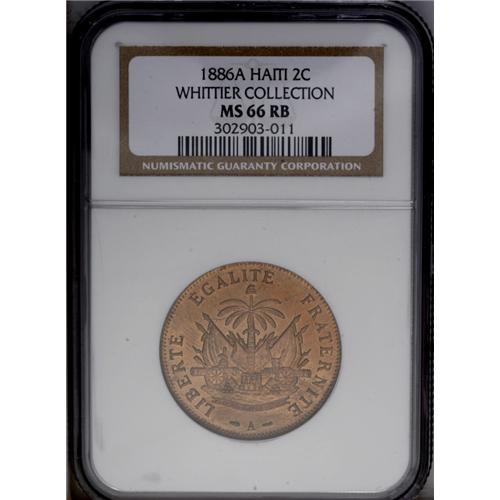 1886A HAITI 2C
WHITTIER COLLECTION
MS 66 RB
302903-011
NUMISMATIC GUARANTY CORPORATION
LIBERTE EGALITE FRATERNITE
A